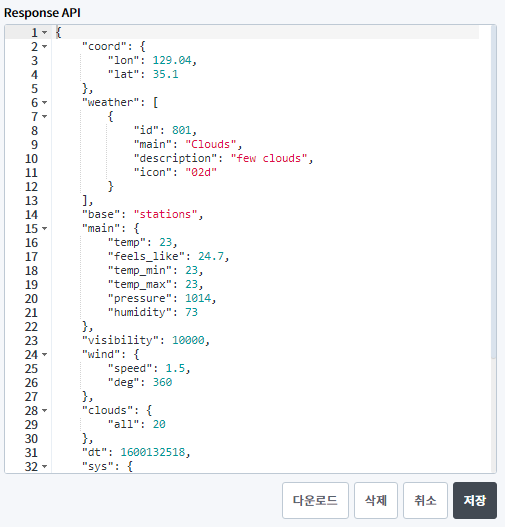 Response API
1 {
2 "coord": {
3 "lon": 129.04,
4 "lat": 35.1
5 },
6 "weather": [
7 {
8 "id": 801,
9 "main": "Clouds",
10 "description": "few clouds",
11 "icon": "02d"
12 }
13 ],
14 "base": "stations",
15 "main": {
16 "temp": 23,
17 "feels_like": 24.7,
18 "temp_min": 23,
19 "temp_max": 23,
20 "pressure": 1014,
21 "humidity": 73
22 },
23 "visibility": 10000,
24 "wind": {
25 "speed": 1.5,
26 "deg": 360
27 },
28 "clouds": {
29 "all": 20
30 },
31 "dt": 1600132518,
32 "sys": {
다운로드 삭제 취소 저장